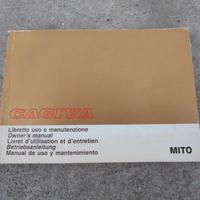 CAGIVA
Libretto uso e manutenzione
Owner's manual
Livret d'utilisation et d'entretien
Betriebsanleitung
Manual de uso y mantenimiento
MITO